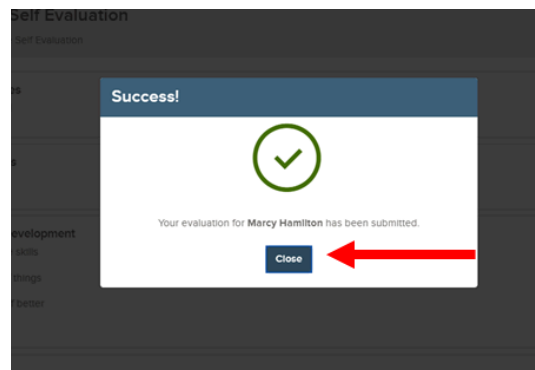 Self Evaluation
Self Evaluation
Success!
Your evaluation for Marcy Hamilton has been submitted.
Close
evelopment
skills
things
better